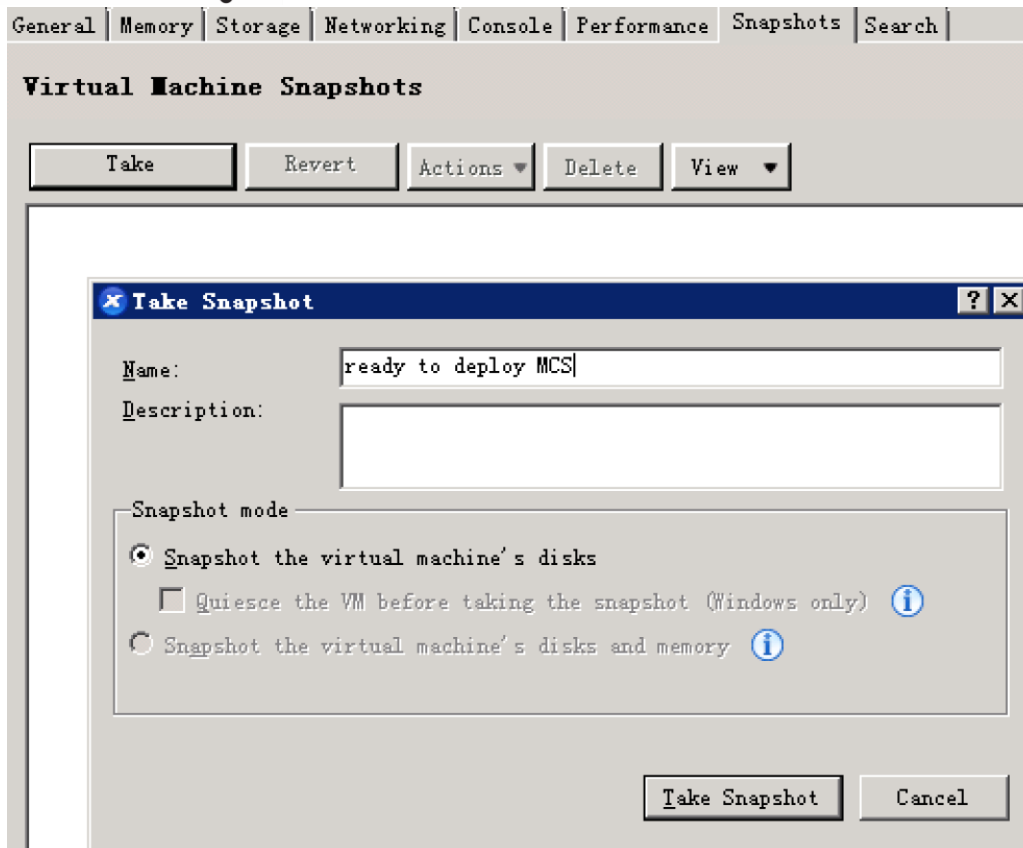 General Memory Storage Networking Console Performance Snapshots Search
Virtual Machine Snapshots
Take Revert Actions Delete View
Take Snapshot ? X
Name: ready to deploy MCS
Description:
Snapshot mode
Snapshot the virtual machine's disks
Quiesce the VM before taking the snapshot (Windows only) i
Snapshot the virtual machine's disks and memory i
Take Snapshot Cancel